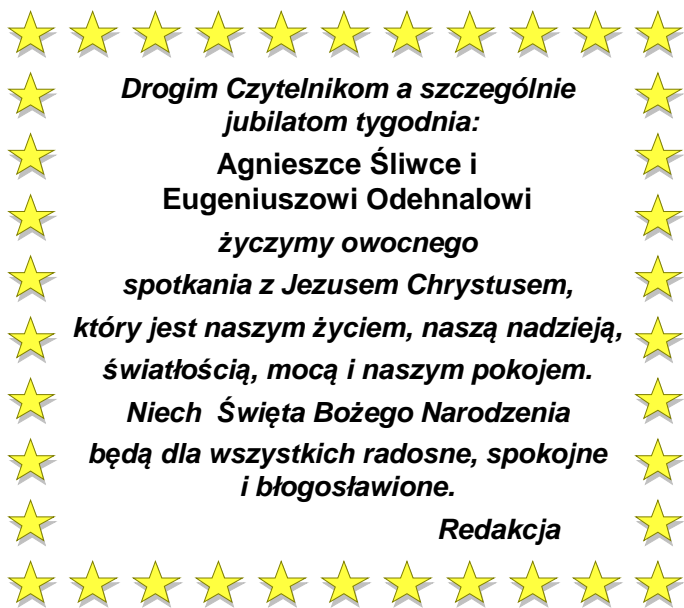 Drogim Czytelnikom a szczególnie
jubilatom tygodnia:
Agnieszce Śliwce i
Eugeniuszowi Odehnalowi
życzymy owocnego
spotkania z Jezusem Chrystusem,
który jest naszym życiem, naszą nadzieją,
światłością, mocą i naszym pokojem.
Niech Święta Bożego Narodzenia
będą dla wszystkich radosne, spokojne
i błogosławione.
Redakcja